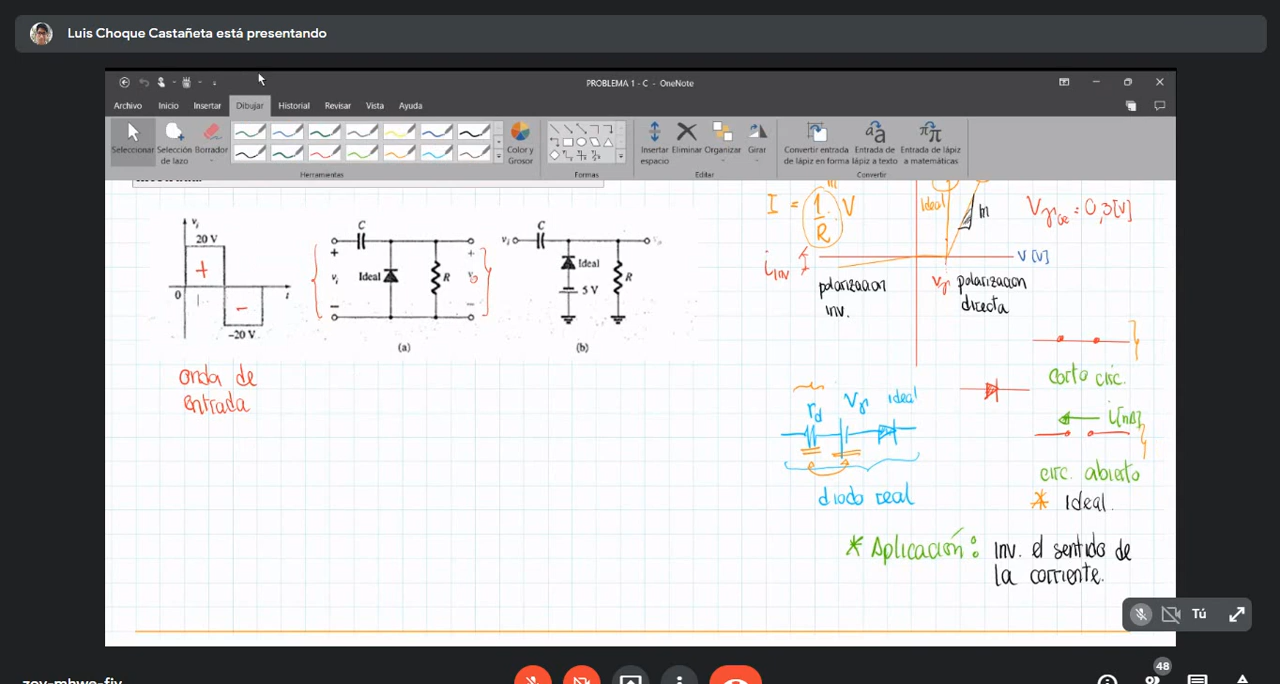 Luis Choque Castañeta está presentando
PROBLEMA 1 - C - OneNote
Archivo Inicio Insertar Dibujar Historial Revisar Vista Ayuda
Seleccionar Selección de lazo Borrador
Color y Grosor
Insertar espacio Eliminar Organizar Girar
Convertir entrada de lápiz en forma
Entrada de lápiz a texto
Entrada de lápiz a matemáticas
Herramientas Formas Editar Convertir
vi
20 V
+
0
t
-
-20 V
onda de
entrada
C
+ +
vi Ideal R vo
- -
(a)
C
vi vo
Ideal
5 V R
(b)
I = (1/R) V
m
Ideal
m
VγGe = 0,3[V]
iinv
V [V]
Vγ
polarizacion
inv.
polarizacion
directa
corto circ.
i[nA]
circ. abierto
* Ideal.
rd Vγ ideal
diodo real
* Aplicación: inv. el sentido de
la corriente.
Tú
48